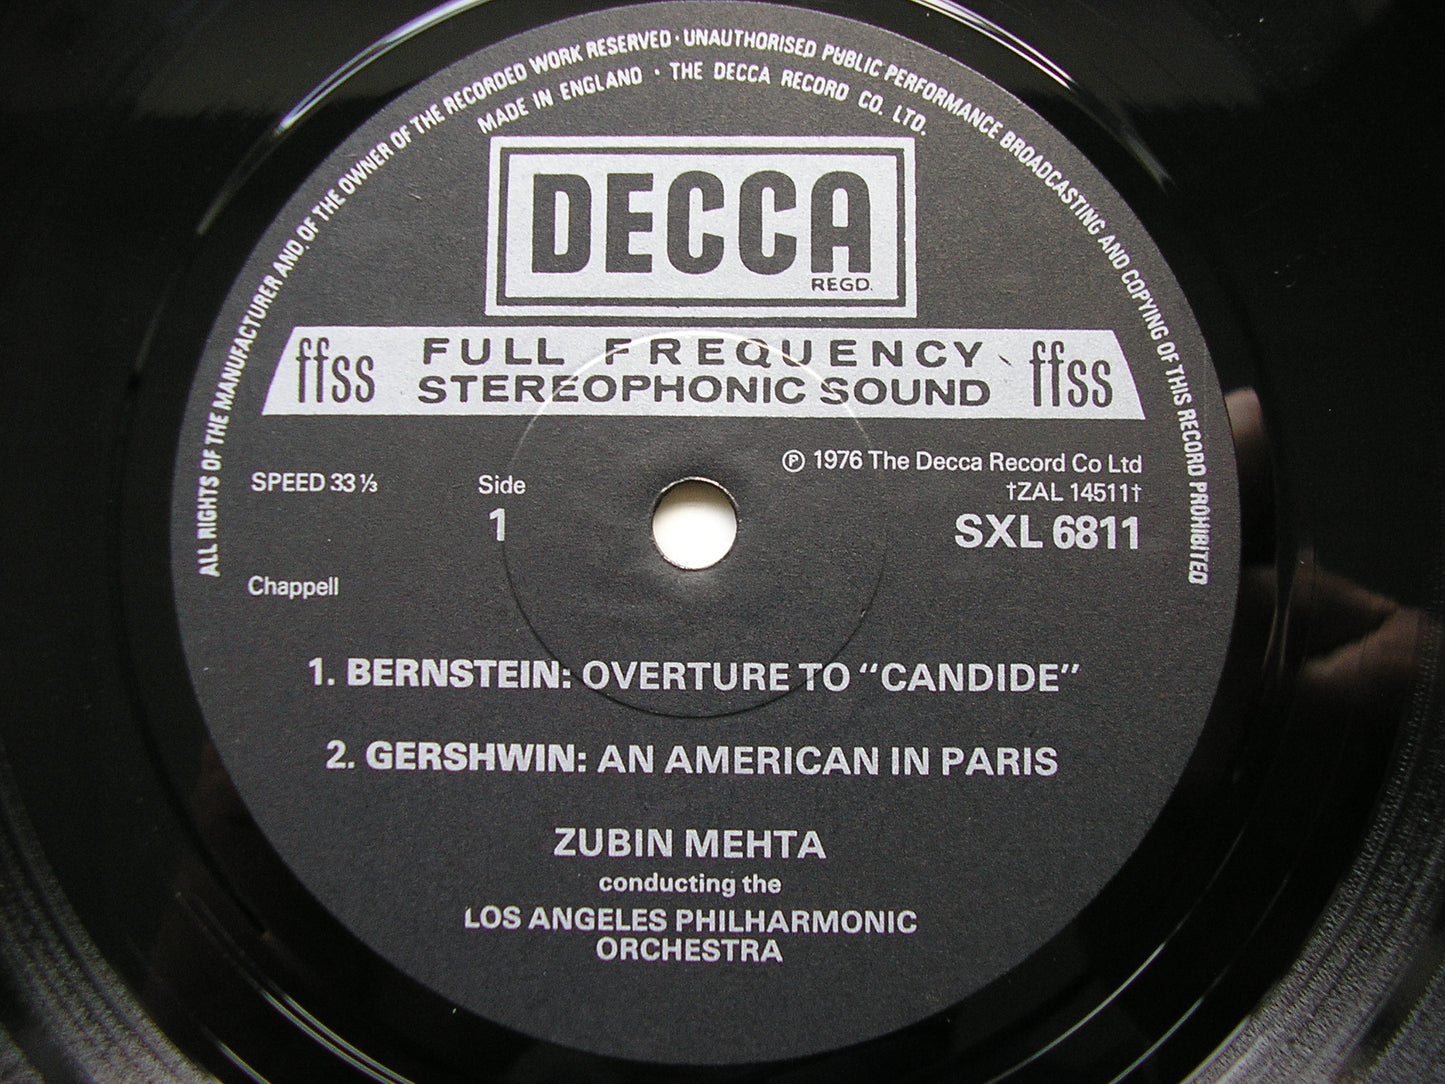 ALL RIGHTS OF THE MANUFACTURER AND OF THE OWNER OF THE RECORDED WORK RESERVED · UNAUTHORISED PUBLIC PERFORMANCE BROADCASTING AND COPYING OF THIS RECORD PROHIBITED
MADE IN ENGLAND · THE DECCA RECORD CO. LTD.
DECCA
REGD.
ffss FULL FREQUENCY ffss
STEREOPHONIC SOUND
℗ 1976 The Decca Record Co Ltd
SPEED 33⅓ Side †ZAL 14511†
1 SXL 6811
Chappell
1. BERNSTEIN: OVERTURE TO “CANDIDE”
2. GERSHWIN: AN AMERICAN IN PARIS
ZUBIN MEHTA
conducting the
LOS ANGELES PHILHARMONIC
ORCHESTRA